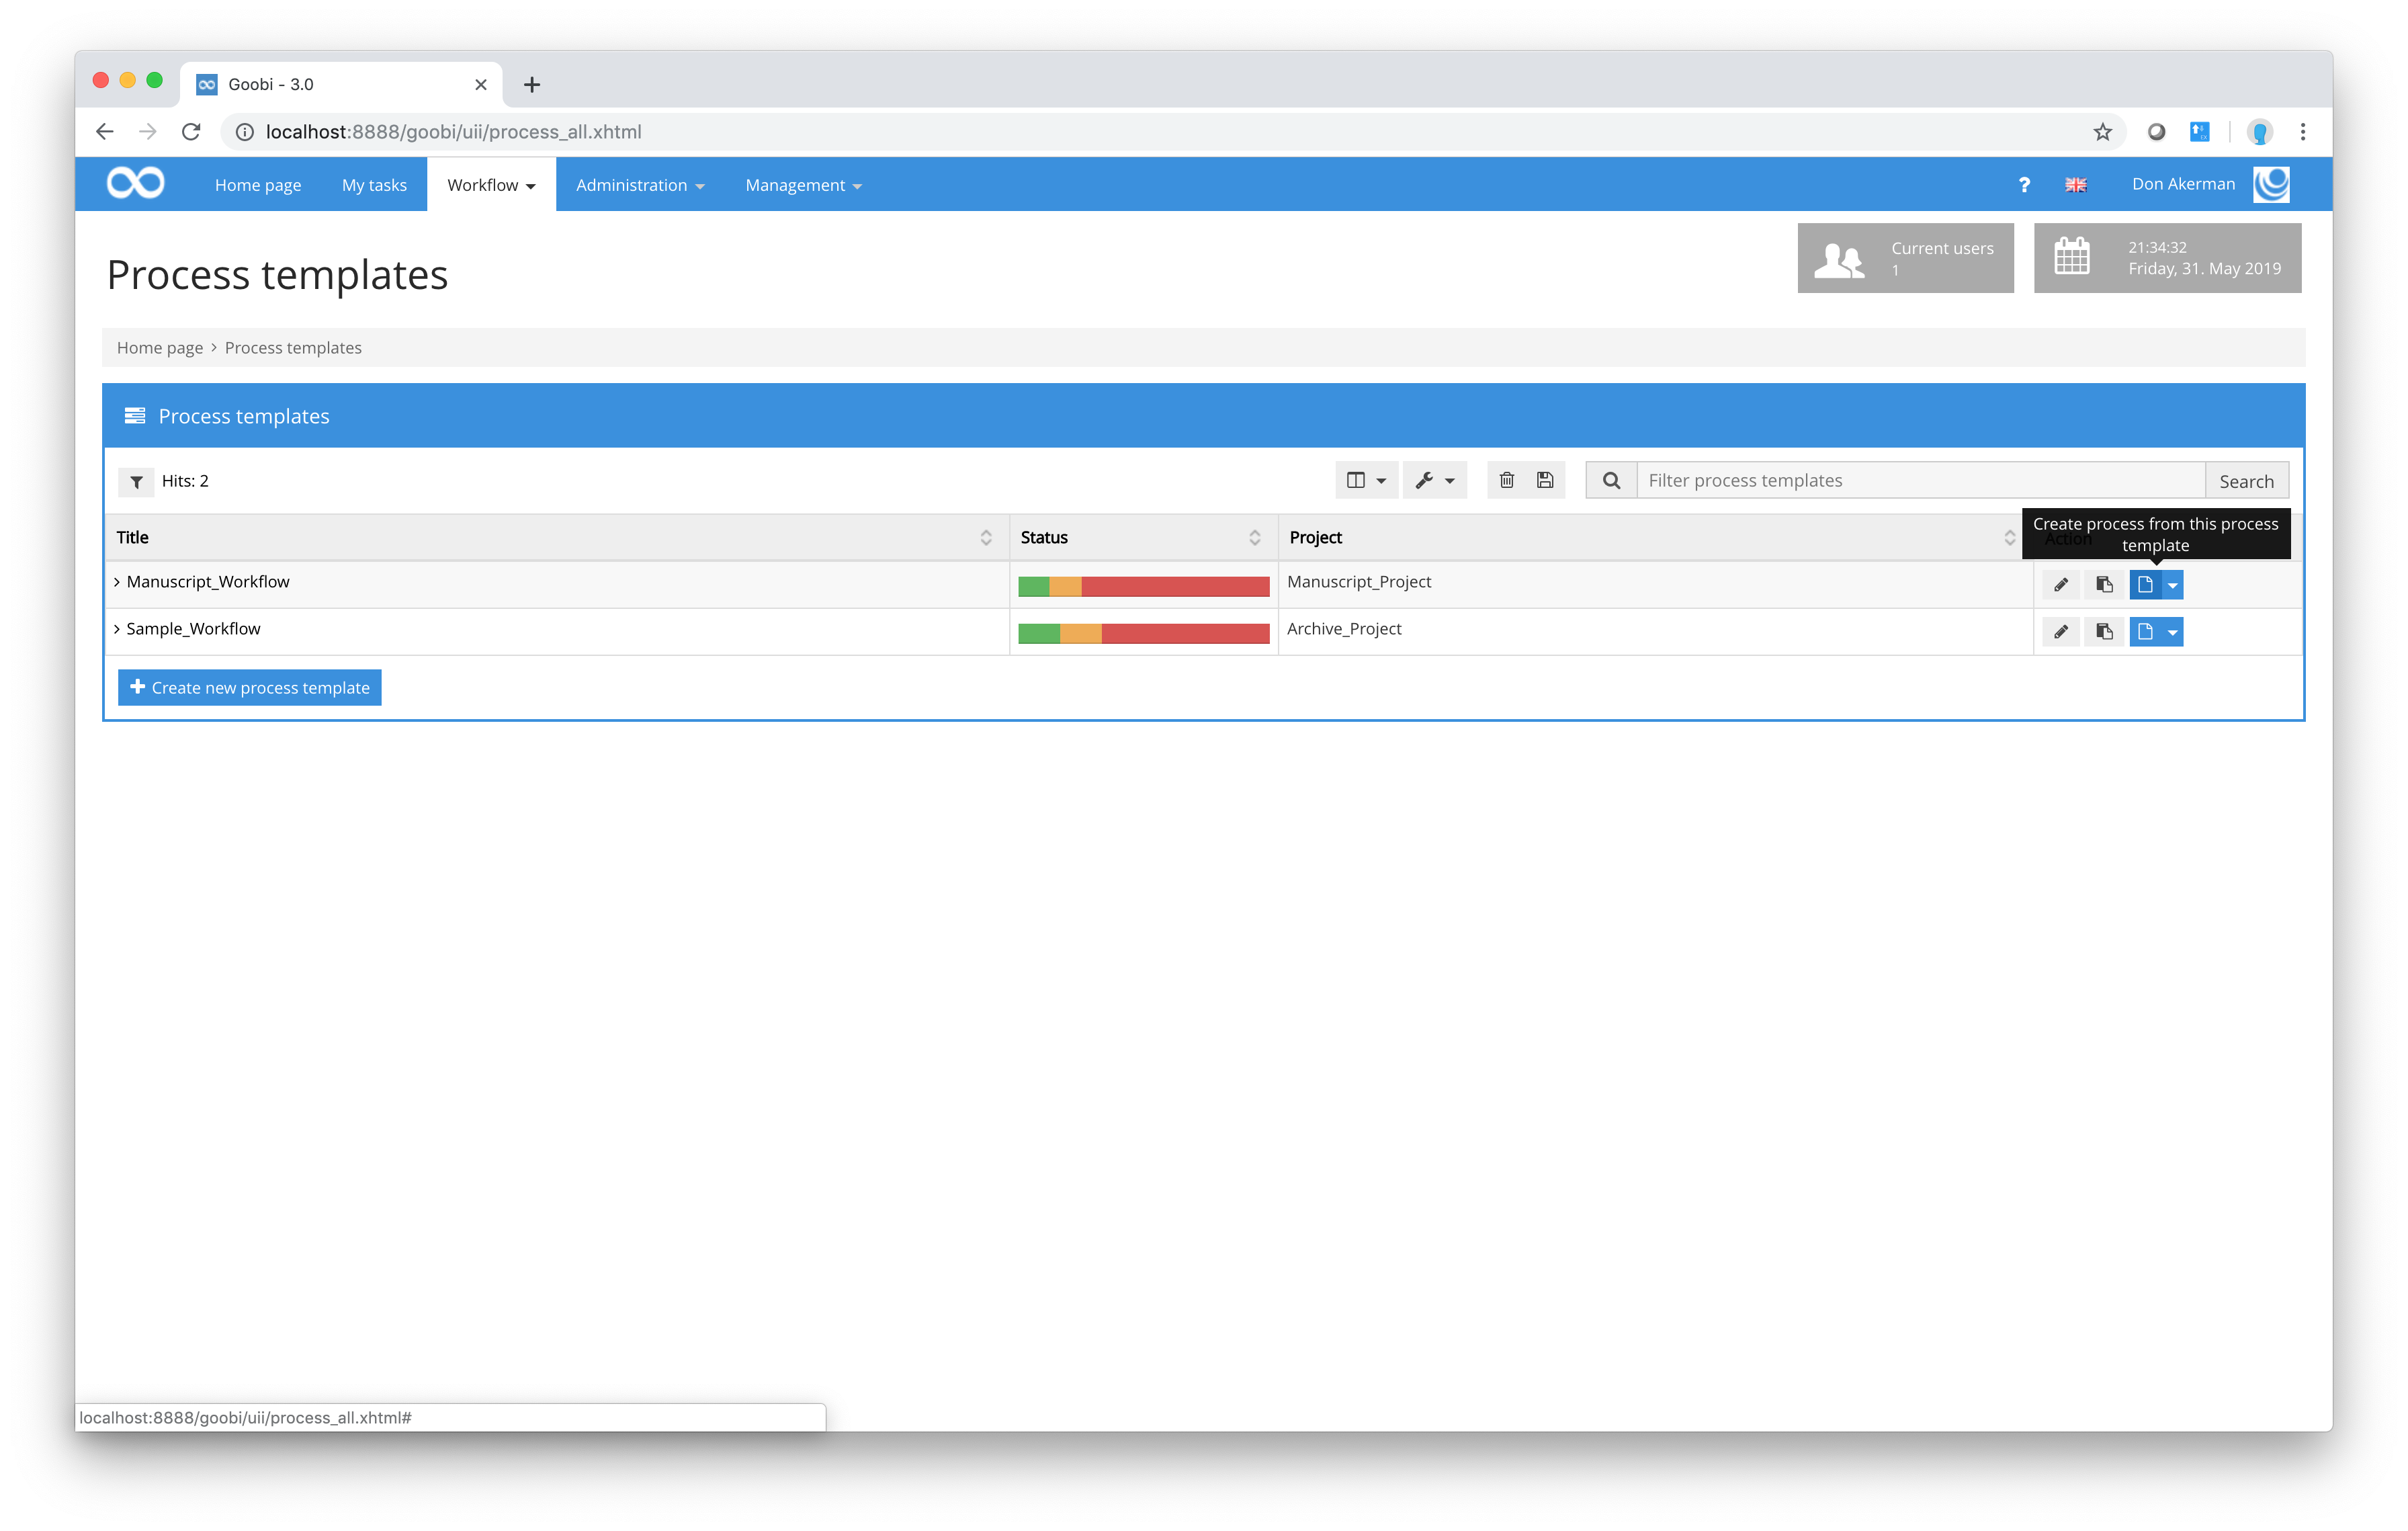 Goobi - 3.0
localhost:8888/goobi/uii/process_all.xhtml
Home page My tasks Workflow Administration Management ? Don Akerman
Process templates
Current users
1
21:34:32
Friday, 31. May 2019
Home page > Process templates
Process templates
Hits: 2
Filter process templates
Search
Title Status Project Action
Create process from this process
template
Manuscript_Workflow Manuscript_Project
Sample_Workflow Archive_Project
Create new process template
localhost:8888/goobi/uii/process_all.xhtml#